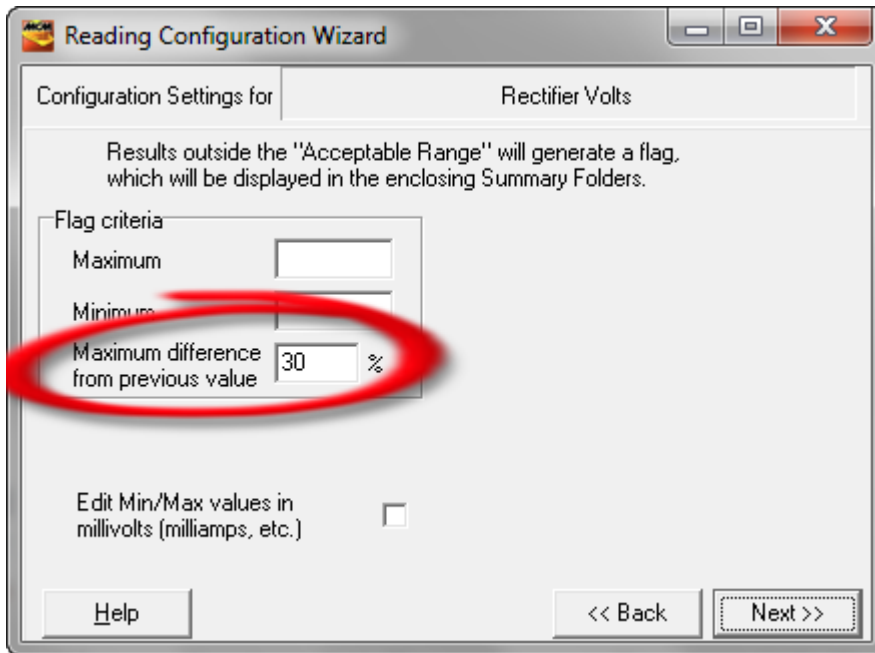 MCM
Reading Configuration Wizard
Configuration Settings for
Rectifier Volts
Results outside the "Acceptable Range" will generate a flag,
which will be displayed in the enclosing Summary Folders.
Flag criteria
Maximum
Minimum
Maximum difference
from previous value
30
%
Edit Min/Max values in
millivolts (milliamps, etc.)
Help
<< Back
Next >>